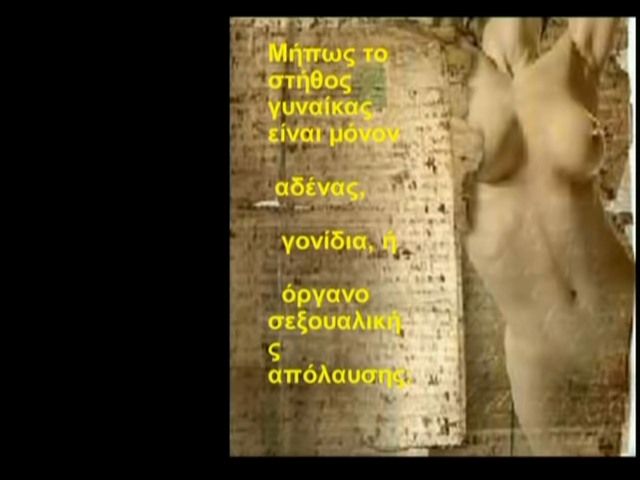 Μήπως το
στήθος
γυναίκας
είναι μόνον
αδένας,
γονίδια, ή
όργανο
σεξουαλική
ς
απόλαυσης;